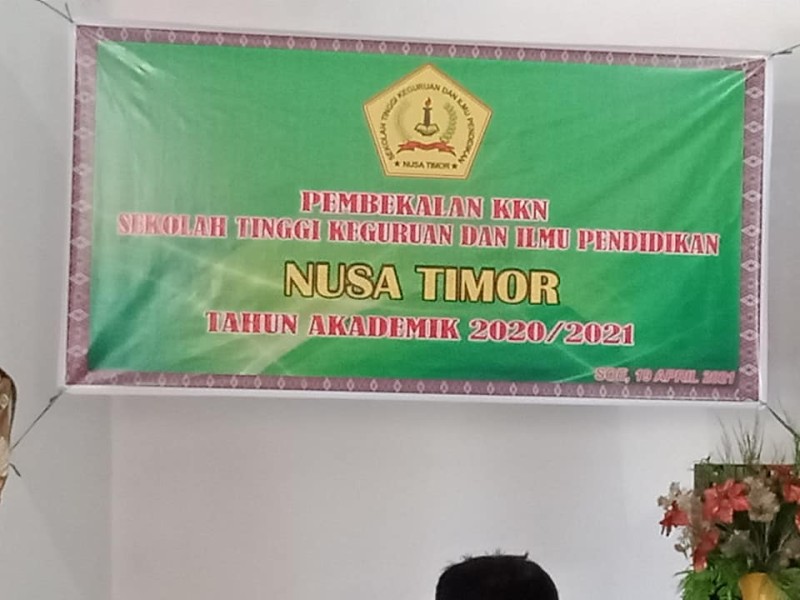 SEKOLAH TINGGI KEGURUAN DAN ILMU PENDIDIKAN
★ NUSA TIMOR ★
PEMBEKALAN KKN
SEKOLAH TINGGI KEGURUAN DAN ILMU PENDIDIKAN
NUSA TIMOR
TAHUN AKADEMIK 2020/2021
SOE, 19 APRIL 2021